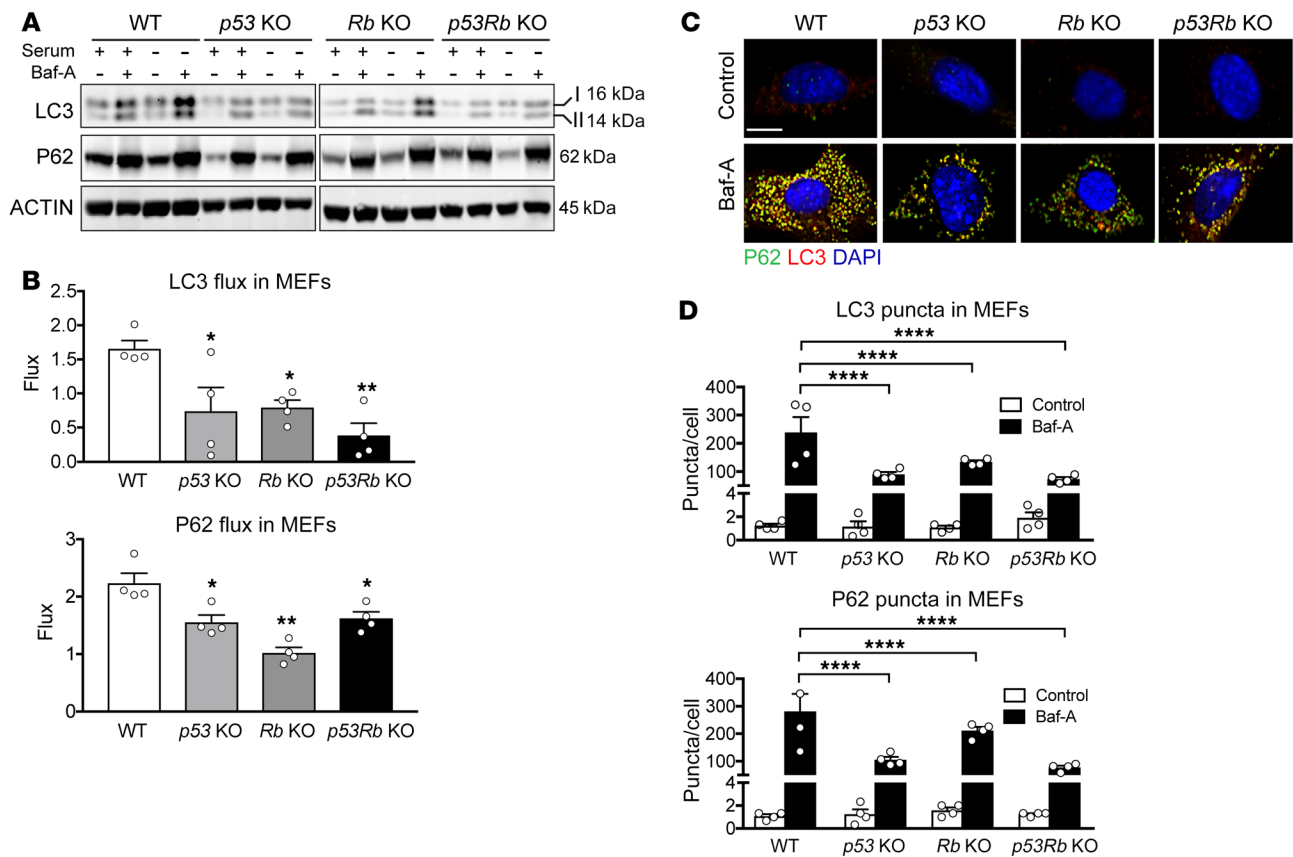 A
WT p53 KO Rb KO p53Rb KO
Serum + + - - + + - - + + - - + + - -
Baf-A - + - + - + - + - + - + - + - +
LC3
I 16 kDa
II 14 kDa
P62
62 kDa
ACTIN
45 kDa
B
LC3 flux in MEFs
2.5
2.0
1.5
1.0
0.5
0.0
Flux
* * **
WT p53 KO Rb KO p53Rb KO
P62 flux in MEFs
3
2
1
0
Flux
* ** *
WT p53 KO Rb KO p53Rb KO
C
WT p53 KO Rb KO p53Rb KO
Control
Baf-A
P62 LC3 DAPI
D
LC3 puncta in MEFs
****
****
****
400
300
200
100
4
2
0
Puncta/cell
Control
Baf-A
WT p53 KO Rb KO p53Rb KO
P62 puncta in MEFs
****
****
****
400
300
200
100
4
2
0
Puncta/cell
Control
Baf-A
WT p53 KO Rb KO p53Rb KO